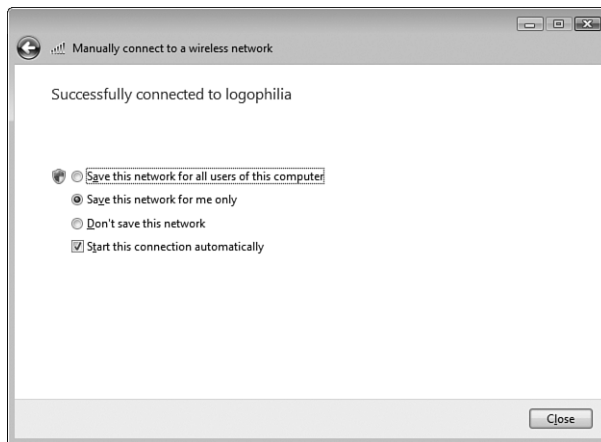 Manually connect to a wireless network
Successfully connected to logophilia
Save this network for all users of this computer
Save this network for me only
Don't save this network
Start this connection automatically
Close